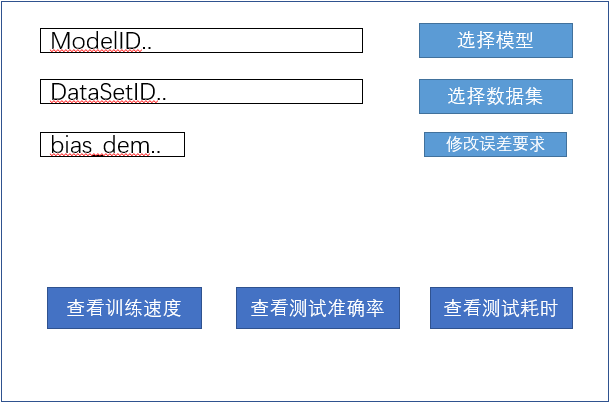 ModelID..
选择模型
DataSetID..
选择数据集
bias_dem..
修改误差要求
查看训练速度
查看测试准确率
查看测试耗时